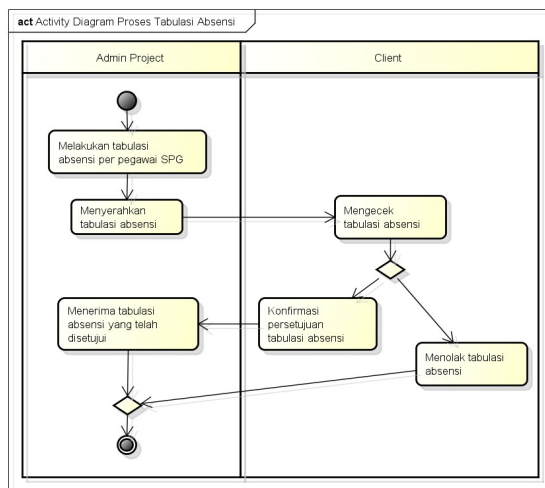 act Activity Diagram Proses Tabulasi Absensi
Admin Project
Client
Melakukan tabulasi
absensi per pegawai SPG
Menyerahkan
tabulasi absensi
Mengecek
tabulasi absensi
Menerima tabulasi
absensi yang telah
disetujui
Konfirmasi
persetujuan
tabulasi absensi
Menolak tabulasi
absensi